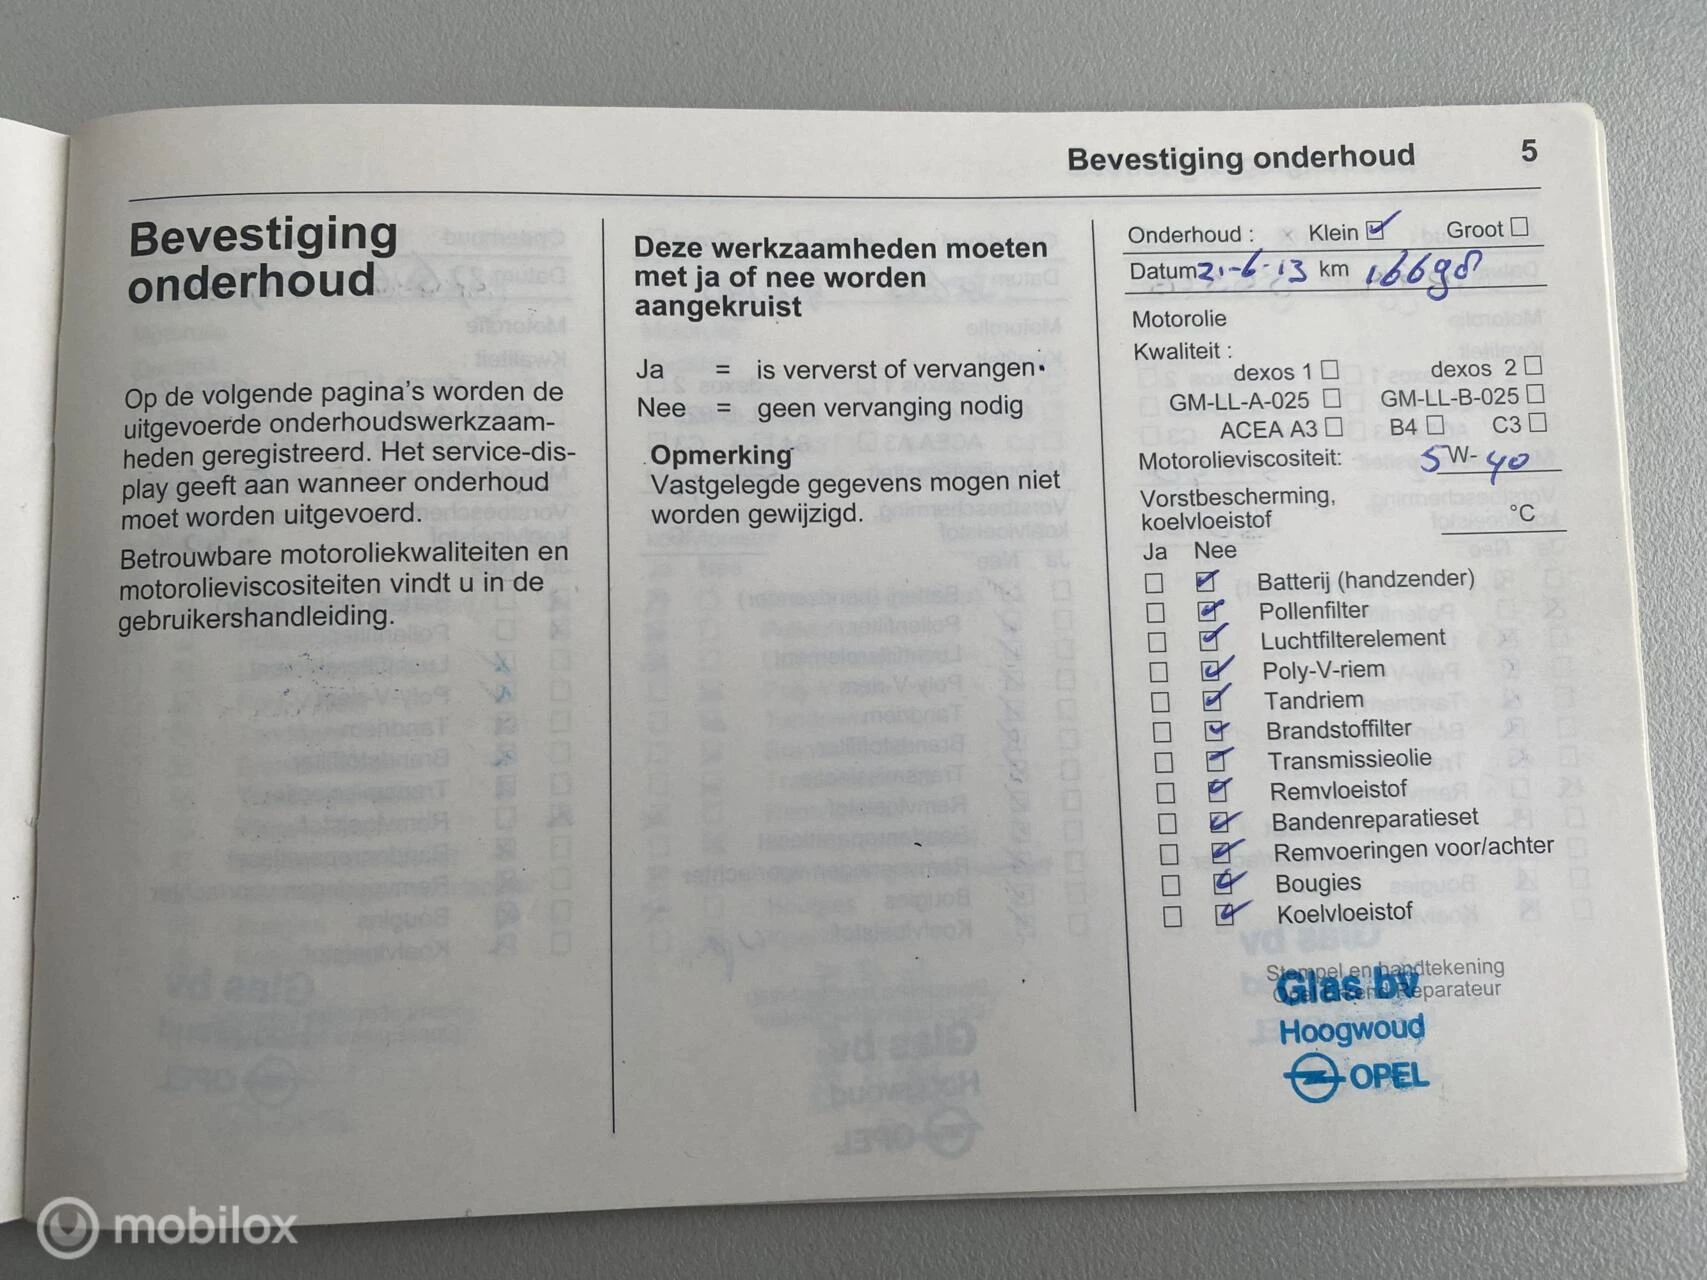 Bevestiging onderhoud 5
Bevestiging
onderhoud
Op de volgende pagina's worden de
uitgevoerde onderhoudswerkzaam-
heden geregistreerd. Het service-dis-
play geeft aan wanneer onderhoud
moet worden uitgevoerd.
Betrouwbare motoroliekwaliteiten en
motorolieviscositeiten vindt u in de
gebruikershandleiding.
Deze werkzaamheden moeten
met ja of nee worden
aangekruist
Ja = is ververst of vervangen
Nee = geen vervanging nodig
Opmerking
Vastgelegde gegevens mogen niet
worden gewijzigd.
Onderhoud : Klein Groot
Datum 21-6-13 km 16698
Motorolie
Kwaliteit :
dexos 1 dexos 2
GM-LL-A-025 GM-LL-B-025
ACEA A3 B4 C3
Motorolieviscositeit: 5W-40
Vorstbescherming,
koelvloeistof °C
Ja Nee
Batterij (handzender)
Pollenfilter
Luchtfilterelement
Poly-V-riem
Tandriem
Brandstoffilter
Transmissieolie
Remvloeistof
Bandenreparatieset
Remvoeringen voor/achter
Bougies
Koelvloeistof
Stempel en handtekening
Opel Erkend Reparateur
Glas bv
Hoogwoud
OPEL
mobilox